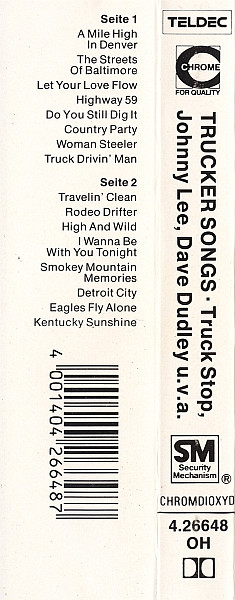 Seite 1
A Mile High
In Denver
The Streets
Of Baltimore
Let Your Love Flow
Highway 59
Do You Still Dig It
Country Party
Woman Steeler
Truck Drivin' Man
Seite 2
Travelin' Clean
Rodeo Drifter
High And Wild
I Wanna Be
With You Tonight
Smokey Mountain
Memories
Detroit City
Eagles Fly Alone
Kentucky Sunshine
4 001404 266487
TELDEC
CHROME
FOR QUALITY
TRUCKER SONGS · Truck Stop,
Johnny Lee, Dave Dudley u.v.a.
SM
Security
Mechanism ®
CHROMDIOXYD
4.26648
OH